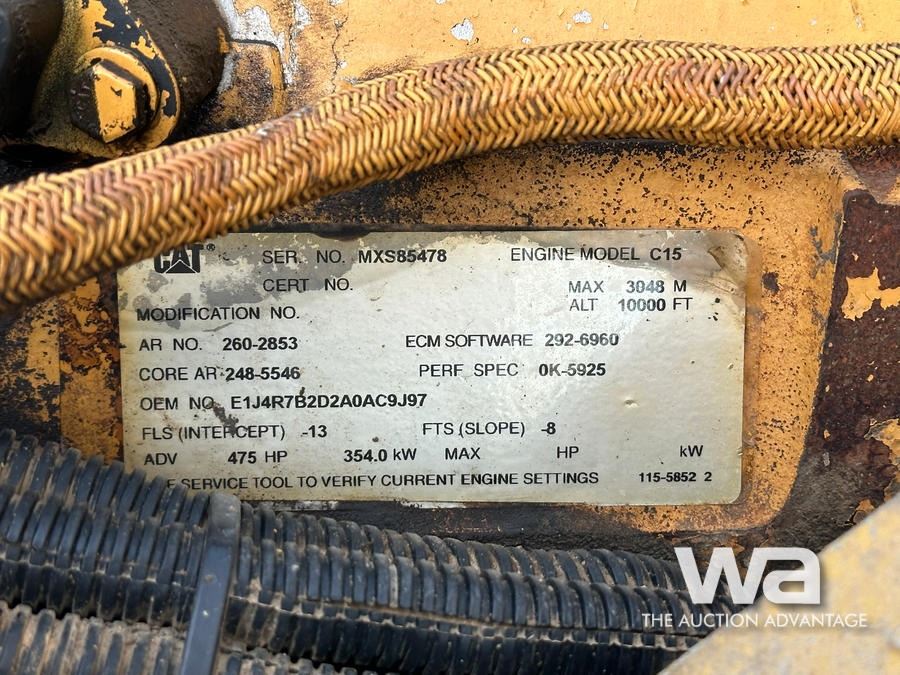 CAT® SER. NO. MXS85478 ENGINE MODEL C15
CERT NO. MAX 3048 M
ALT 10000 FT
MODIFICATION NO.
AR NO. 260-2853 ECM SOFTWARE 292-6960
CORE AR 248-5546 PERF SPEC 0K-5925
OEM NO E1J4R7B2D2A0AC9J97
FLS (INTERCEPT) -13 FTS (SLOPE) -8
ADV 475 HP 354.0 kW MAX HP kW
SERVICE TOOL TO VERIFY CURRENT ENGINE SETTINGS 115-5852 2
wa
THE AUCTION ADVANTAGE